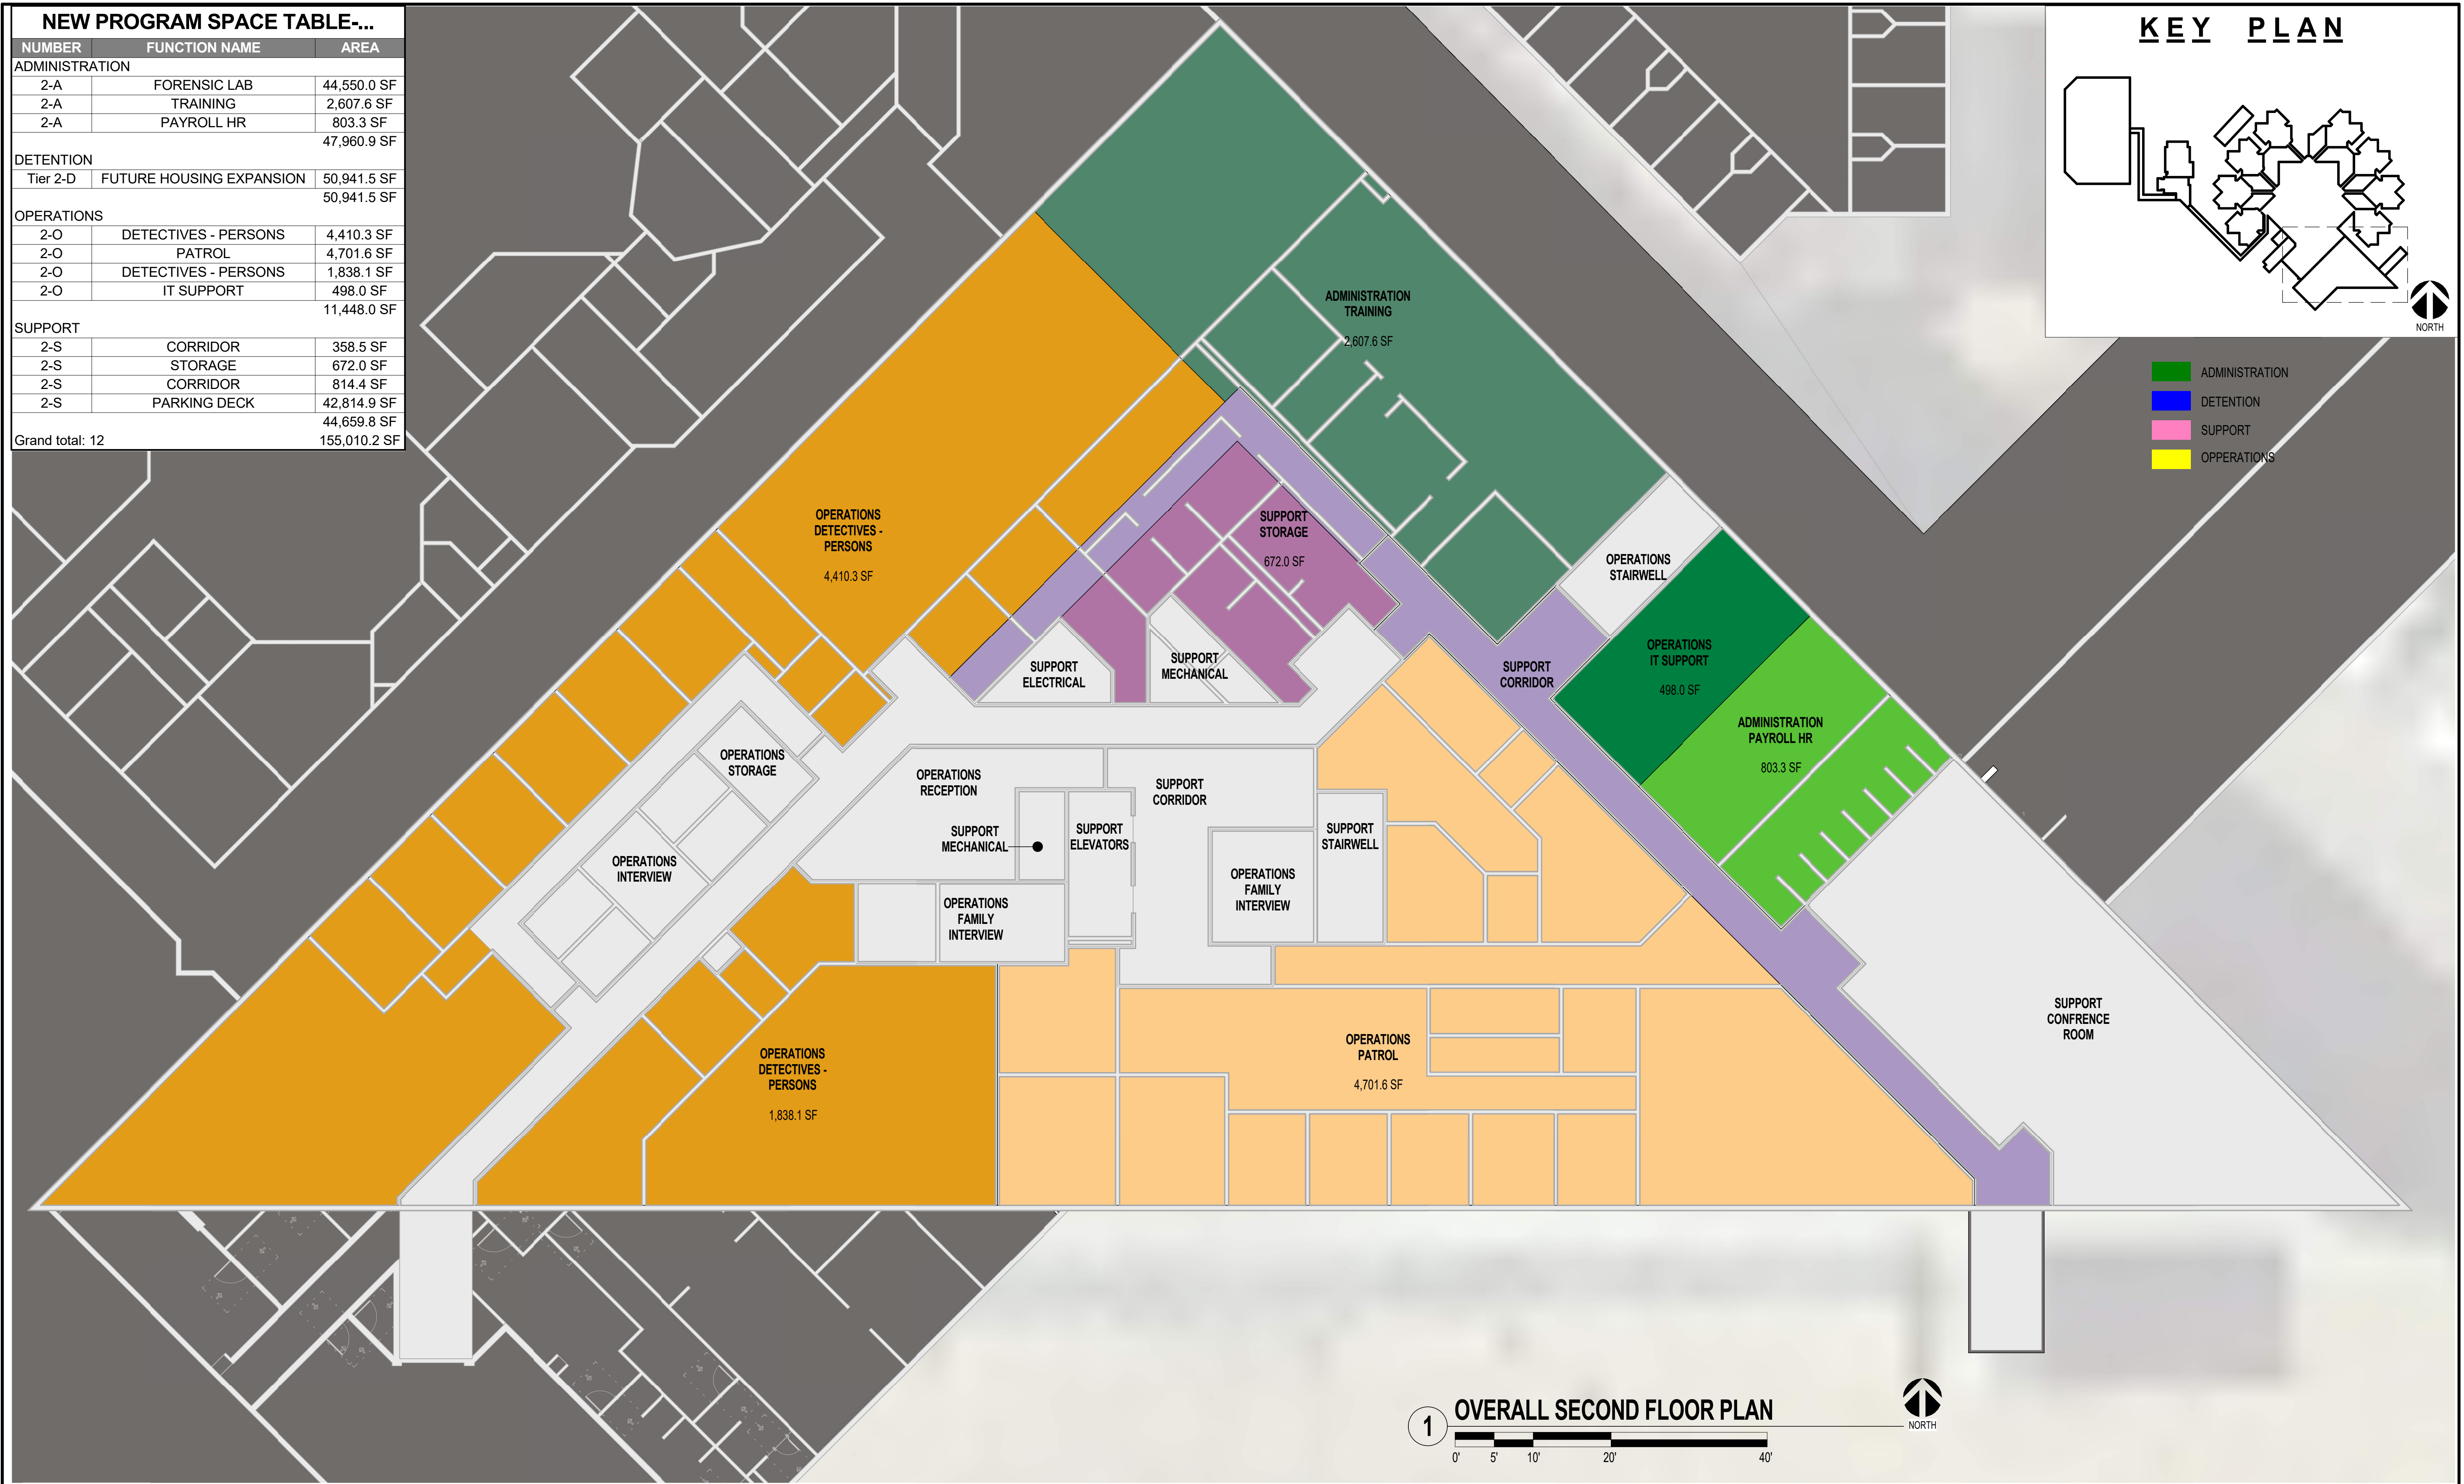 NEW PROGRAM SPACE TABLE-...
NUMBER FUNCTION NAME AREA
ADMINISTRATION
2-A FORENSIC LAB 44,550.0 SF
2-A TRAINING 2,607.6 SF
2-A PAYROLL HR 803.3 SF
47,960.9 SF
DETENTION
Tier 2-D FUTURE HOUSING EXPANSION 50,941.5 SF
50,941.5 SF
OPERATIONS
2-O DETECTIVES - PERSONS 4,410.3 SF
2-O PATROL 4,701.6 SF
2-O DETECTIVES - PERSONS 1,838.1 SF
2-O IT SUPPORT 498.0 SF
11,448.0 SF
SUPPORT
2-S CORRIDOR 358.5 SF
2-S STORAGE 672.0 SF
2-S CORRIDOR 814.4 SF
2-S PARKING DECK 42,814.9 SF
44,659.8 SF
Grand total: 12 155,010.2 SF
KEY PLAN
NORTH
ADMINISTRATION
DETENTION
SUPPORT
OPPERATIONS
ADMINISTRATION
TRAINING
2,607.6 SF
OPERATIONS
DETECTIVES -
PERSONS
4,410.3 SF
SUPPORT
STORAGE
672.0 SF
OPERATIONS
STAIRWELL
OPERATIONS
IT SUPPORT
498.0 SF
SUPPORT
ELECTRICAL
SUPPORT
MECHANICAL
SUPPORT
CORRIDOR
ADMINISTRATION
PAYROLL HR
803.3 SF
OPERATIONS
STORAGE
OPERATIONS
RECEPTION
SUPPORT
CORRIDOR
SUPPORT
MECHANICAL
SUPPORT
ELEVATORS
SUPPORT
STAIRWELL
OPERATIONS
INTERVIEW
OPERATIONS
FAMILY
INTERVIEW
OPERATIONS
FAMILY
INTERVIEW
SUPPORT
CONFRENCE
ROOM
OPERATIONS
DETECTIVES -
PERSONS
1,838.1 SF
OPERATIONS
PATROL
4,701.6 SF
1 OVERALL SECOND FLOOR PLAN
0' 5' 10' 20' 40'
NORTH